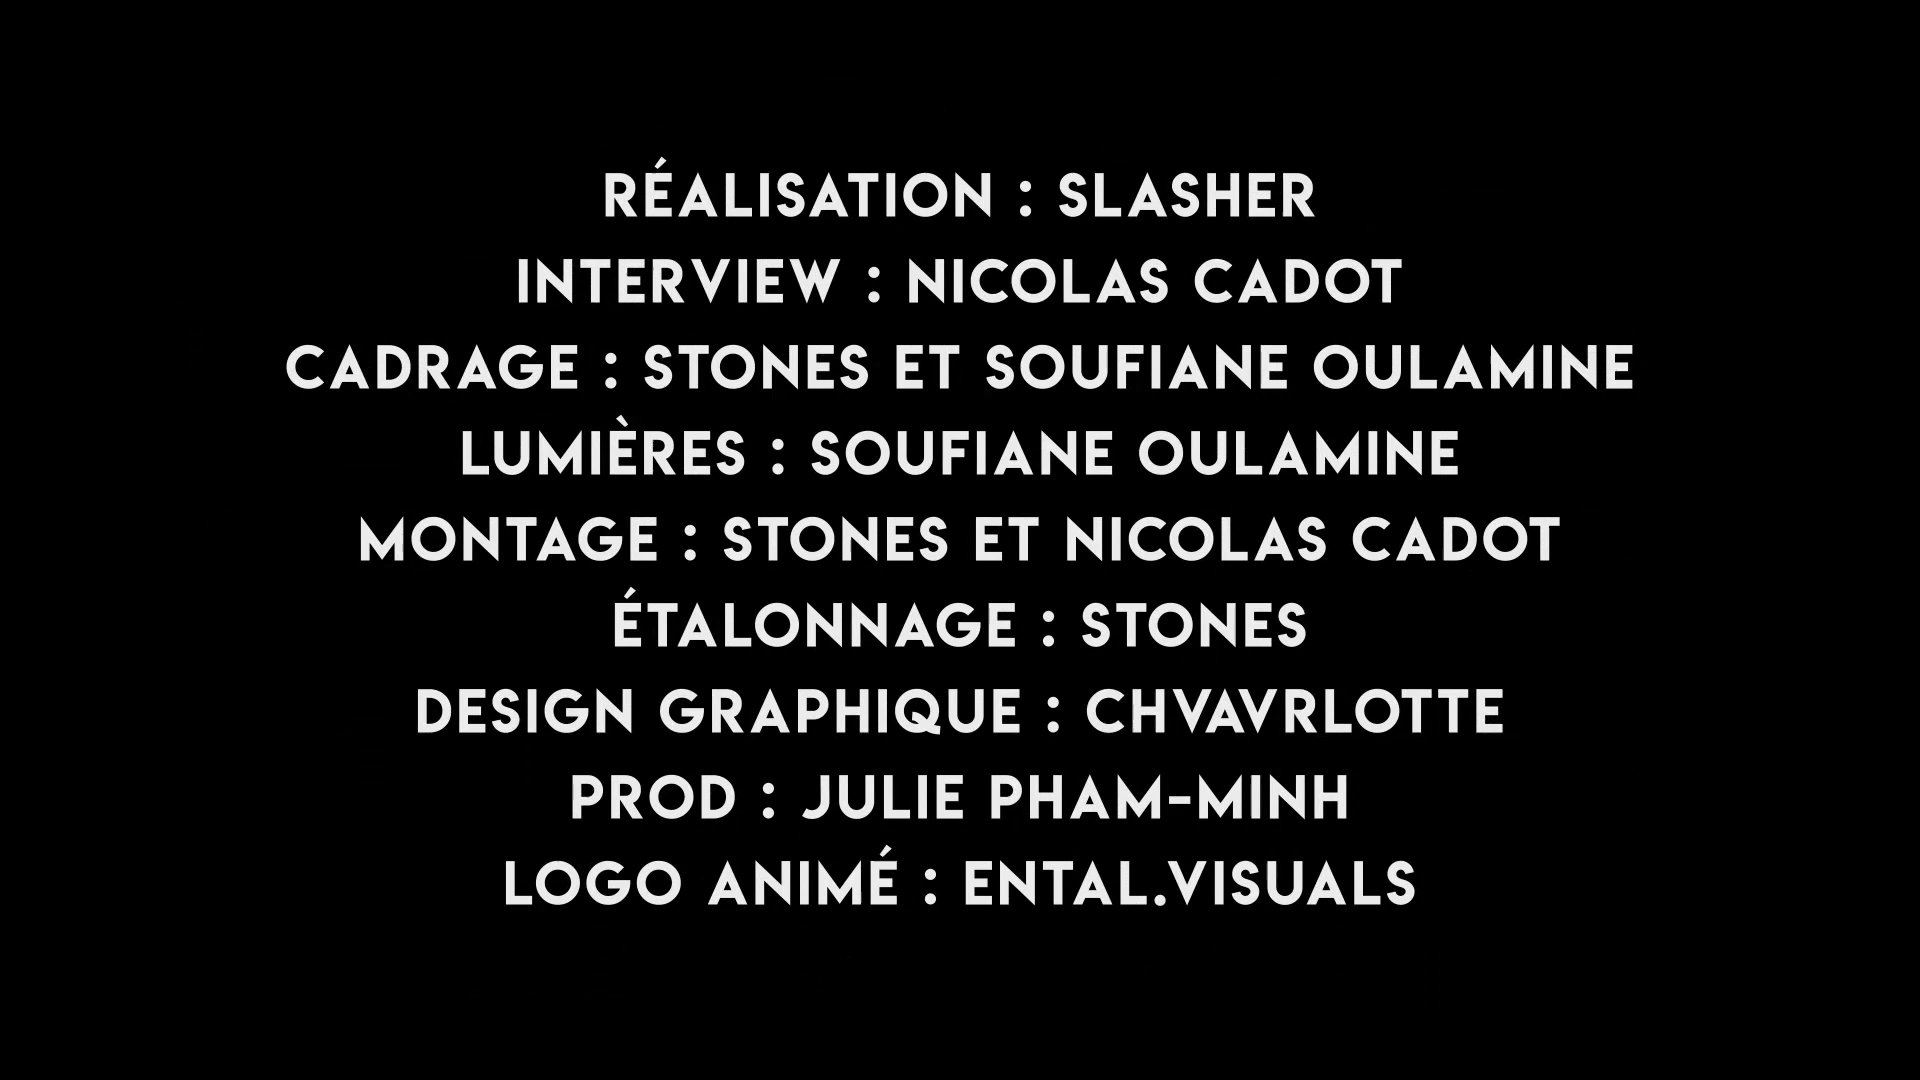 RÉALISATION : SLASHER
INTERVIEW : NICOLAS CADOT
CADRAGE : STONES ET SOUFIANE OULAMINE
LUMIÈRES : SOUFIANE OULAMINE
MONTAGE : STONES ET NICOLAS CADOT
ÉTALONNAGE : STONES
DESIGN GRAPHIQUE : CHVAVRLOTTE
PROD : JULIE PHAM-MINH
LOGO ANIMÉ : ENTAL.VISUALS